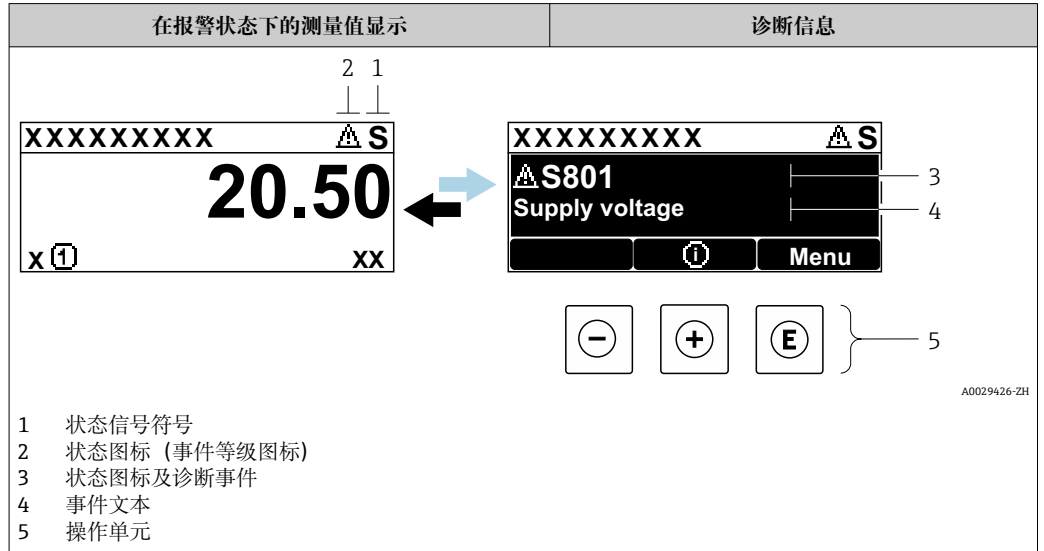 在报警状态下的测量值显示 诊断信息
2 1
XXXXXXXXX S
20.50
X 1 XX
XXXXXXXXX S
S801
Supply voltage
i Menu
3
4
- + E
5
A0029426-ZH
1 状态信号符号
2 状态图标（事件等级图标）
3 状态图标及诊断事件
4 事件文本
5 操作单元